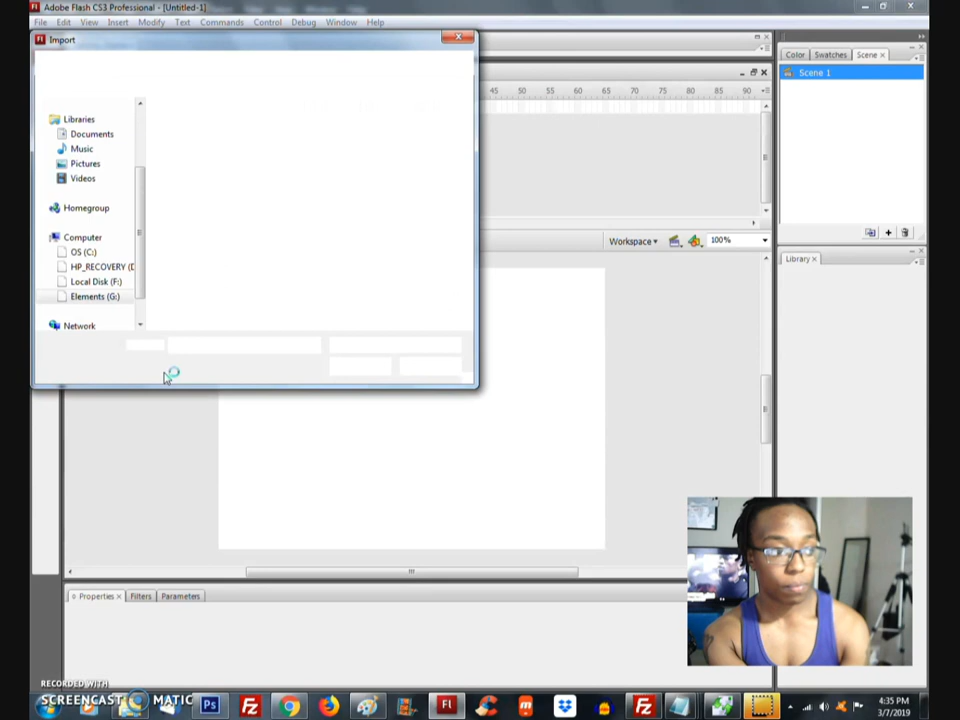 Adobe Flash CS3 Professional - [Untitled-1]
File Edit View Insert Modify Text Commands Control Debug Window Help
Import
Color Swatches Scene ×
Scene 1
45 50 55 60 65 70 75 80 85 90
Libraries
Documents
Music
Pictures
Videos
Homegroup
Computer
OS (C:)
HP_RECOVERY (D
Local Disk (F:)
Elements (G:)
Network
Workspace
100%
Library ×
Properties × Filters Parameters
RECORDED WITH
SCREENCAST MATIC
Ps
Fl
4:35 PM
3/7/2019